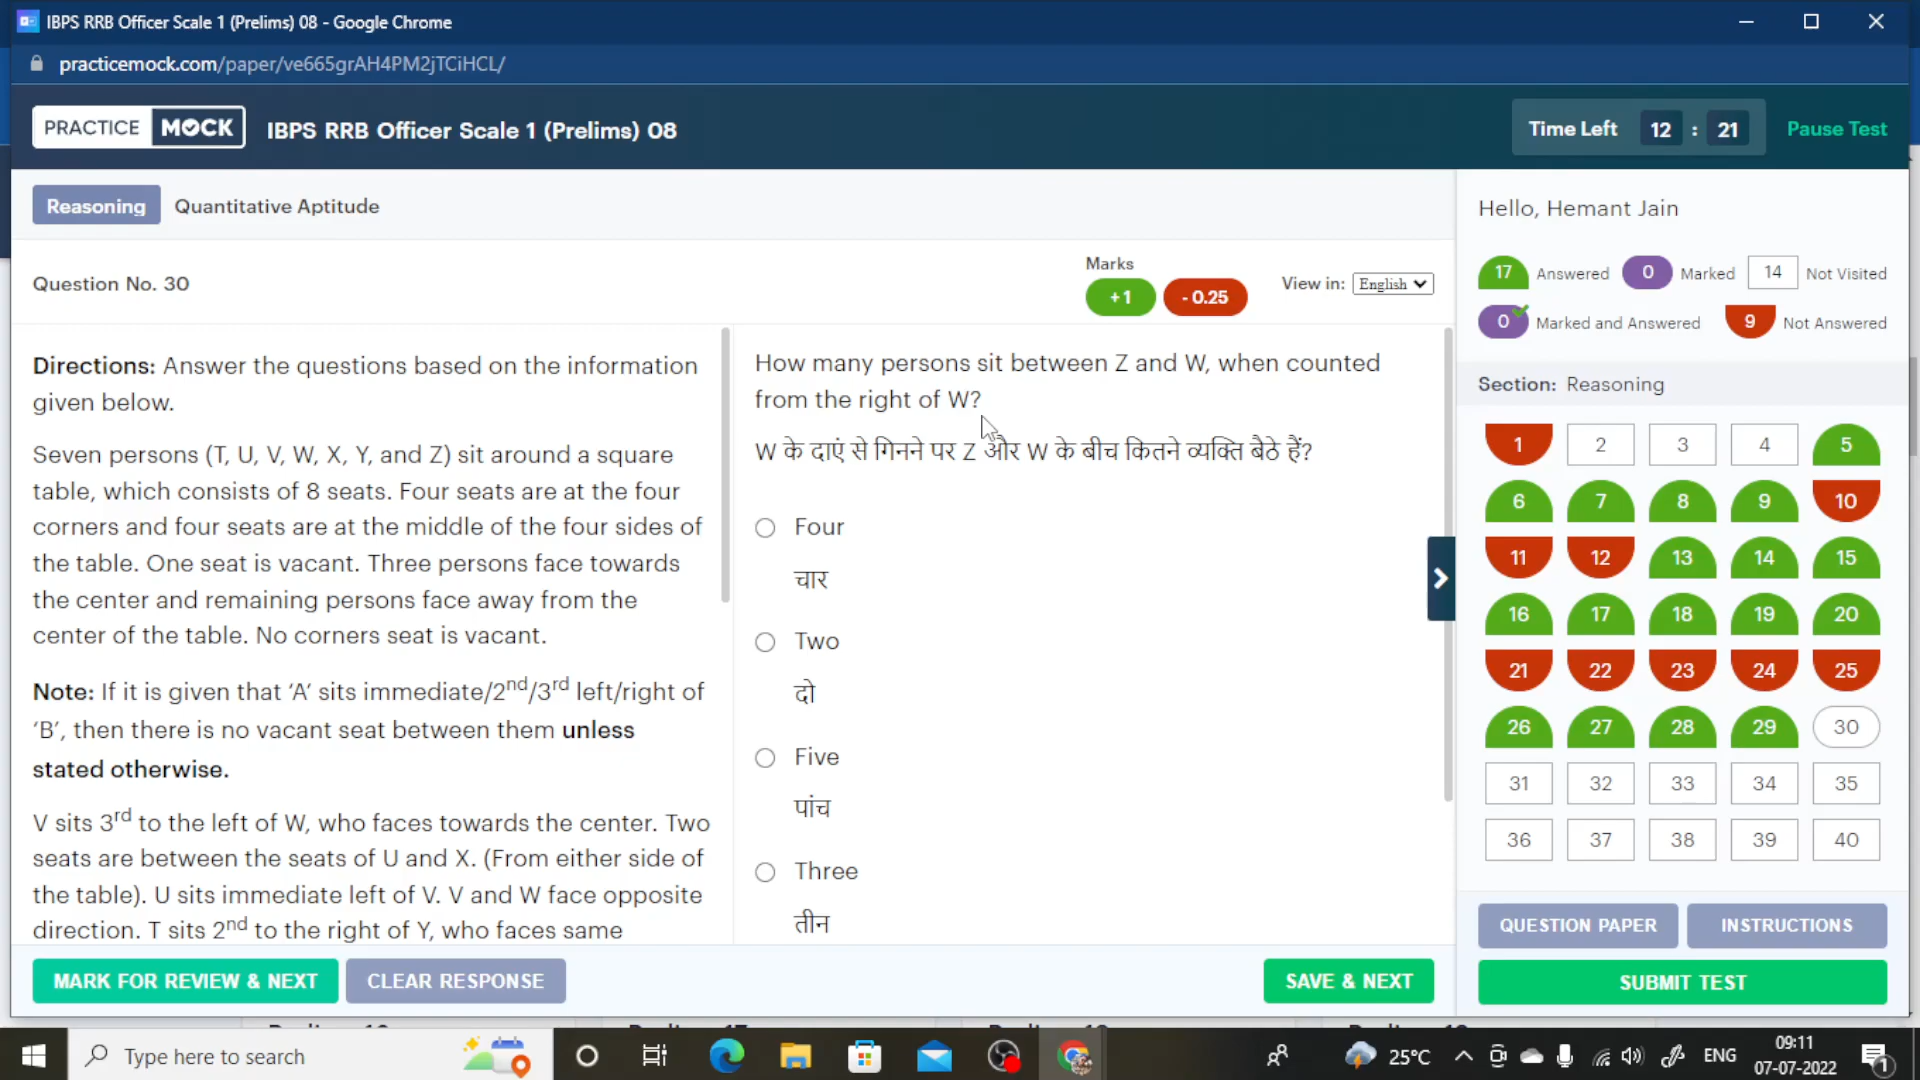 IBPS RRB Officer Scale 1 (Prelims) 08 - Google Chrome
practicemock.com/paper/ve665grAH4PM2jTCiHCL/
PRACTICE MOCK
IBPS RRB Officer Scale 1 (Prelims) 08
Time Left 12 : 21
Pause Test
Reasoning
Quantitative Aptitude
Hello, Hemant Jain
Question No. 30
Marks
+1
- 0.25
View in: English
17 Answered
0 Marked
14 Not Visited
0 Marked and Answered
9 Not Answered
Directions: Answer the questions based on the information
given below.
Seven persons (T, U, V, W, X, Y, and Z) sit around a square
table, which consists of 8 seats. Four seats are at the four
corners and four seats are at the middle of the four sides of
the table. One seat is vacant. Three persons face towards
the center and remaining persons face away from the
center of the table. No corners seat is vacant.
Note: If it is given that ‘A’ sits immediate/2nd/3rd left/right of
‘B’, then there is no vacant seat between them unless
stated otherwise.
V sits 3rd to the left of W, who faces towards the center. Two
seats are between the seats of U and X. (From either side of
the table). U sits immediate left of V. V and W face opposite
direction. T sits 2nd to the right of Y, who faces same
How many persons sit between Z and W, when counted
from the right of W?
W के दाएं से गिनने पर Z और W के बीच कितने व्यक्ति बैठे हैं?
Four
चार
Two
दो
Five
पांच
Three
तीन
Section: Reasoning
1 2 3 4 5
6 7 8 9 10
11 12 13 14 15
16 17 18 19 20
21 22 23 24 25
26 27 28 29 30
31 32 33 34 35
36 37 38 39 40
QUESTION PAPER
INSTRUCTIONS
MARK FOR REVIEW & NEXT
CLEAR RESPONSE
SAVE & NEXT
SUBMIT TEST
Type here to search
25°C
ENG
09:11
07-07-2022
1